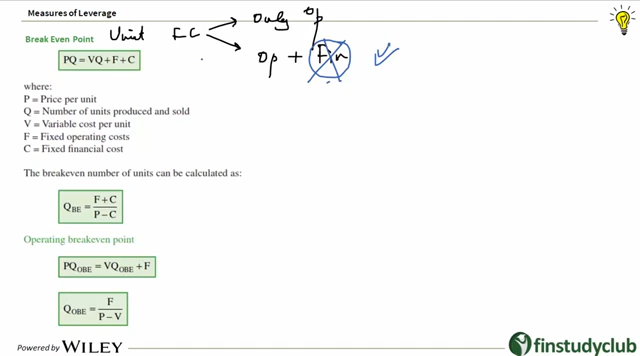 Measures of Leverage
Break Even Point Unit FC Only op
op + Fin
PQ = VQ + F + C
where:
P = Price per unit
Q = Number of units produced and sold
V = Variable cost per unit
F = Fixed operating costs
C = Fixed financial cost
The breakeven number of units can be calculated as:
Q_BE = (F + C) / (P − C)
Operating breakeven point
PQ_OBE = VQ_OBE + F
Q_OBE = F / (P − V)
Powered by WILEY
finstudyclub